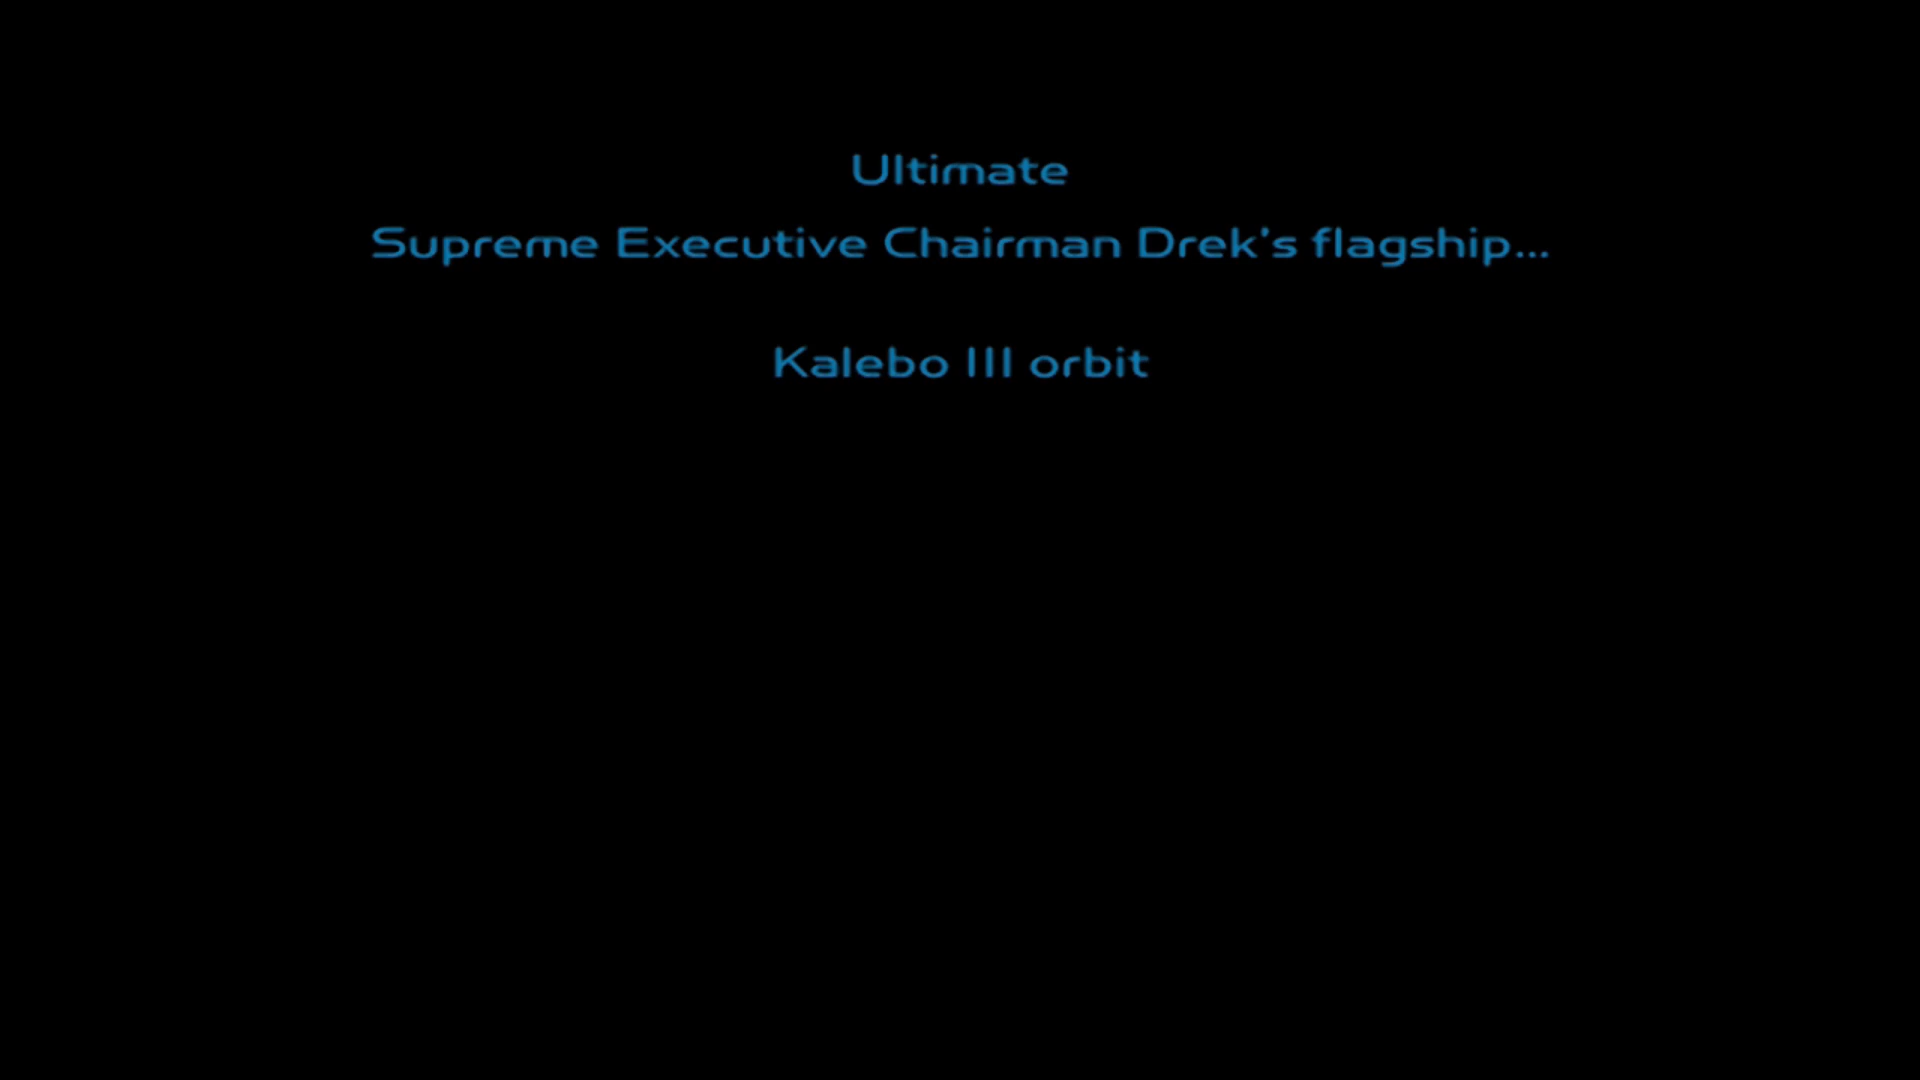 Ultimate
Supreme Executive Chairman Drek's flagship...
Kalebo III orbit